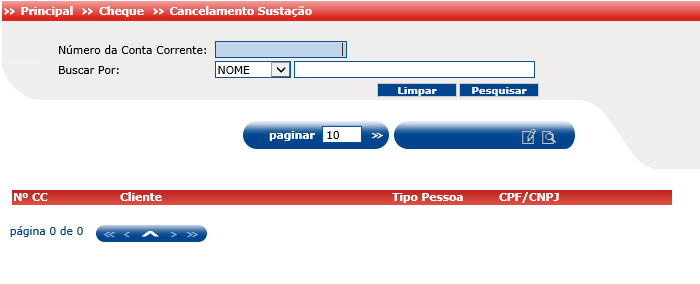 >> Principal >> Cheque >> Cancelamento Sustação
Número da Conta Corrente:
Buscar Por: NOME
Limpar Pesquisar
paginar 10 >>
Nº CC Cliente Tipo Pessoa CPF/CNPJ
página 0 de 0 << < > >>